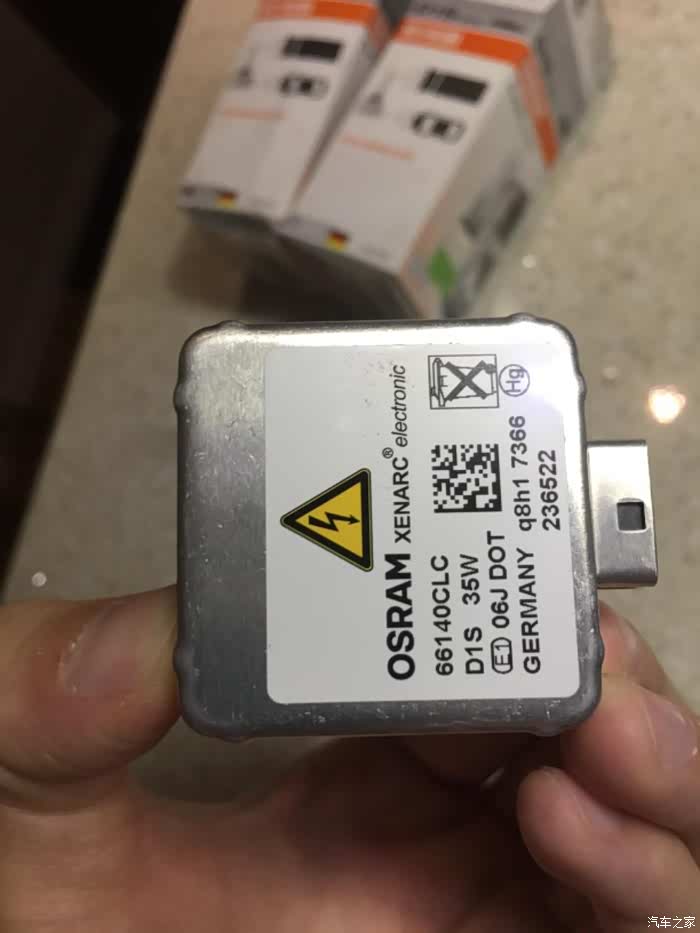 OSRAM XENARC® electronic
66140CLC
D1S 35W
E1 06J DOT
GERMANY q8h1 7366
236522
Hg
汽车之家